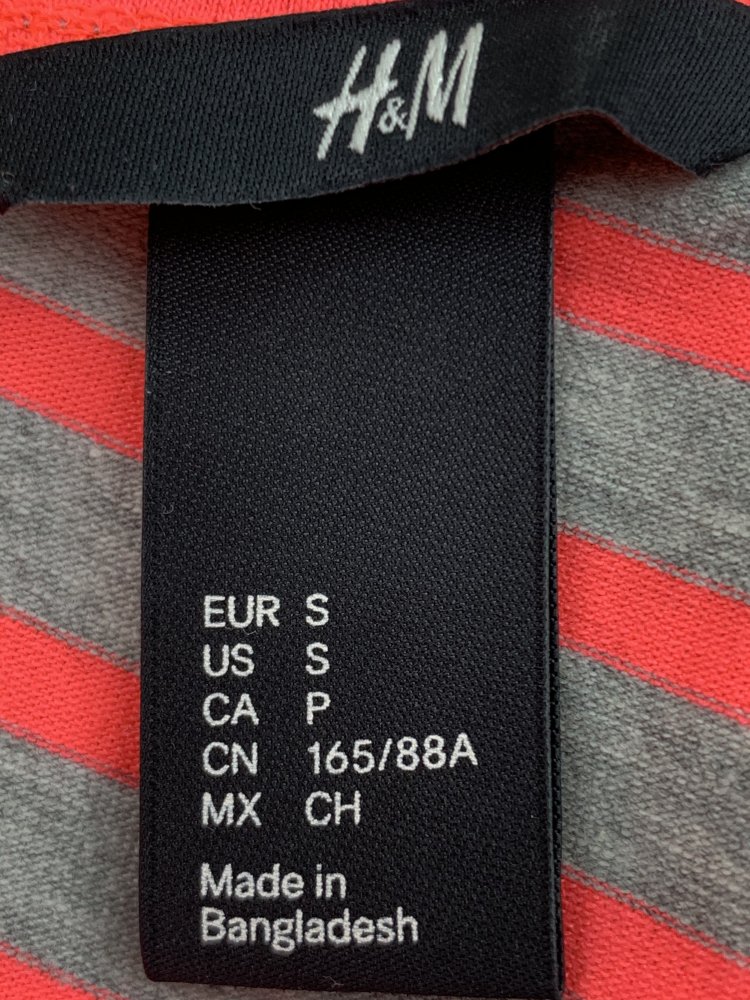 H&M
EUR S
US S
CA P
CN 165/88A
MX CH
Made in
Bangladesh